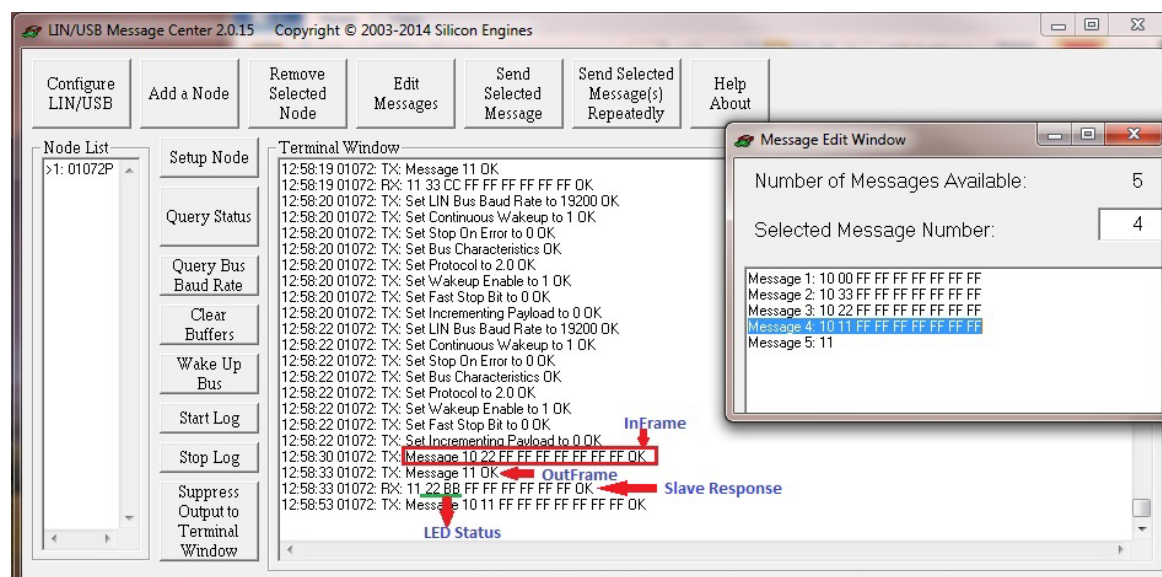 LIN/USB Message Center 2.0.15 Copyright © 2003-2014 Silicon Engines
Configure LIN/USB
Add a Node
Remove Selected Node
Edit Messages
Send Selected Message
Send Selected Message(s) Repeatedly
Help About
Node List
>1: 01072P
Setup Node
Query Status
Query Bus Baud Rate
Clear Buffers
Wake Up Bus
Start Log
Stop Log
Suppress Output to Terminal Window
Terminal Window
12:58:19 01072: TX: Message 11 OK
12:58:19 01072: RX: 11 33 CC FF FF FF FF FF FF OK
12:58:20 01072: TX: Set LIN Bus Baud Rate to 19200 OK
12:58:20 01072: TX: Set Continuous Wakeup to 1 OK
12:58:20 01072: TX: Set Stop On Error to 0 OK
12:58:20 01072: TX: Set Bus Characteristics OK
12:58:20 01072: TX: Set Protocol to 2.0 OK
12:58:20 01072: TX: Set Wakeup Enable to 1 OK
12:58:20 01072: TX: Set Fast Stop Bit to 0 OK
12:58:20 01072: TX: Set Incrementing Payload to 0 OK
12:58:22 01072: TX: Set LIN Bus Baud Rate to 19200 OK
12:58:22 01072: TX: Set Continuous Wakeup to 1 OK
12:58:22 01072: TX: Set Stop On Error to 0 OK
12:58:22 01072: TX: Set Bus Characteristics OK
12:58:22 01072: TX: Set Protocol to 2.0 OK
12:58:22 01072: TX: Set Wakeup Enable to 1 OK
12:58:22 01072: TX: Set Fast Stop Bit to 0 OK
InFrame
12:58:22 01072: TX: Set Incrementing Payload to 0 OK
12:58:30 01072: TX: Message 10 22 FF FF FF FF FF FF FF OK
12:58:33 01072: TX: Message 11 OK
OutFrame
12:58:33 01072: RX: 11 22 BB FF FF FF FF FF FF OK
Slave Response
12:58:53 01072: TX: Message 10 11 FF FF FF FF FF FF FF OK
LED Status
Message Edit Window
Number of Messages Available: 5
Selected Message Number: 4
Message 1: 10 00 FF FF FF FF FF FF FF
Message 2: 10 33 FF FF FF FF FF FF FF
Message 3: 10 22 FF FF FF FF FF FF FF
Message 4: 10 11 FF FF FF FF FF FF FF
Message 5: 11